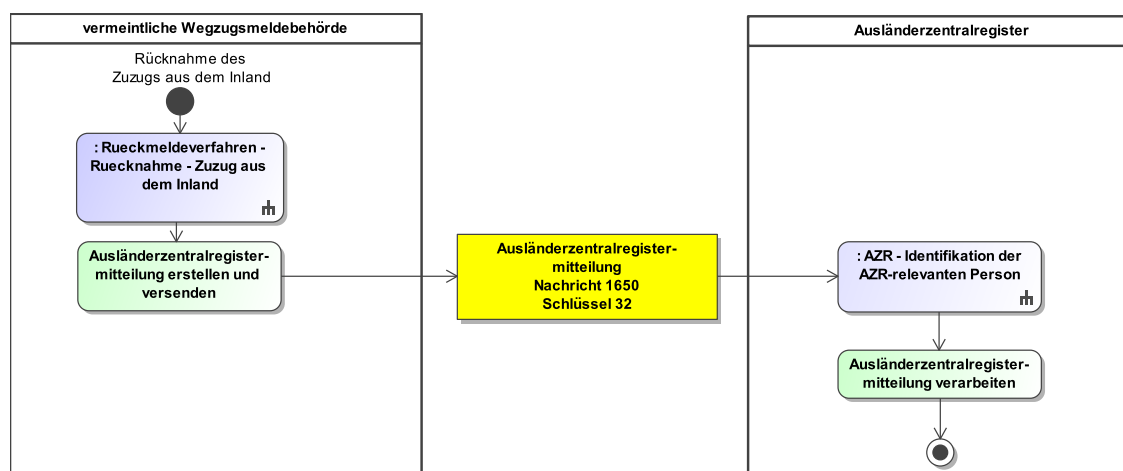 vermeintliche Wegzugsmeldebehörde
Rücknahme des
Zuzugs aus dem Inland
: Rueckmeldeverfahren -
Ruecknahme - Zuzug aus
dem Inland
Ausländerzentralregister-
mitteilung erstellen und
versenden
Ausländerzentralregister-
mitteilung
Nachricht 1650
Schlüssel 32
Ausländerzentralregister
: AZR - Identifikation der
AZR-relevanten Person
Ausländerzentralregister-
mitteilung verarbeiten